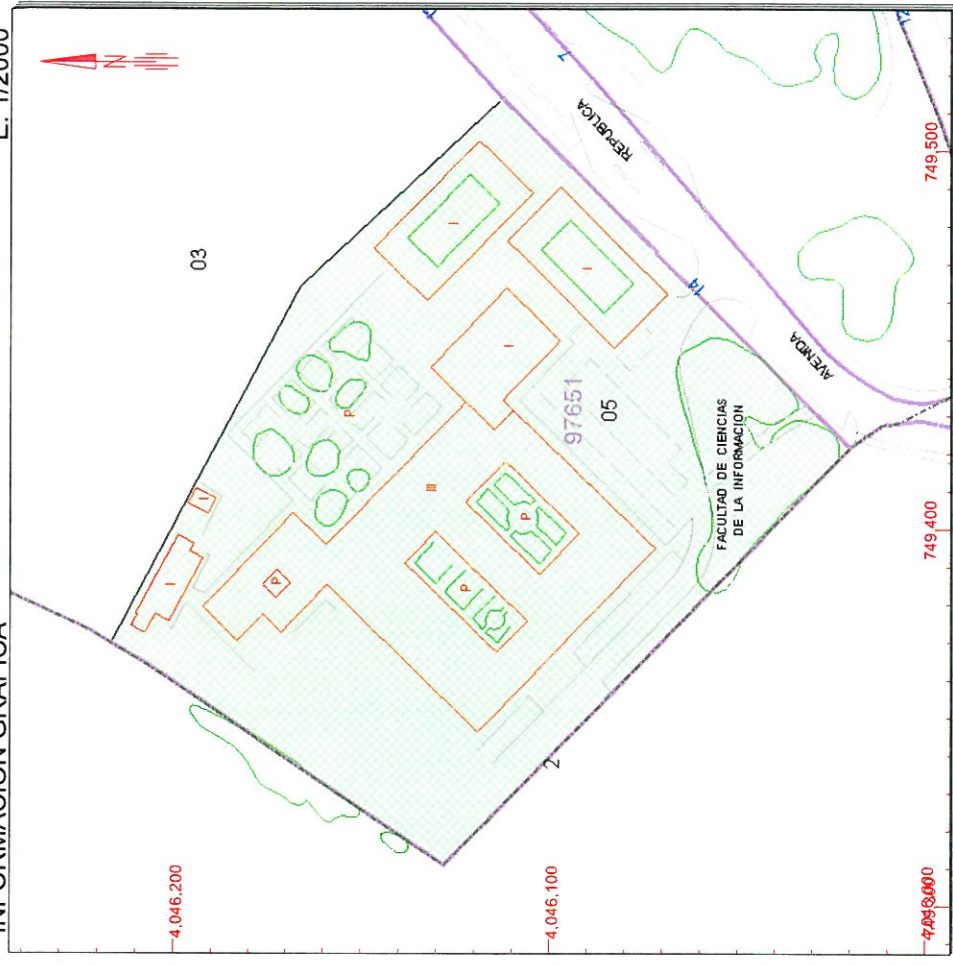 INFORMACIÓN GRÁFICA E: 1/2000
N
03
4,046,200
I
I
P
P
I
I
I
III
97651
05
P
P
REPUBLICA
7
14
AVENIDA
FACULTAD DE CIENCIAS
DE LA INFORMACION
2
4,046,100
749,400
749,500